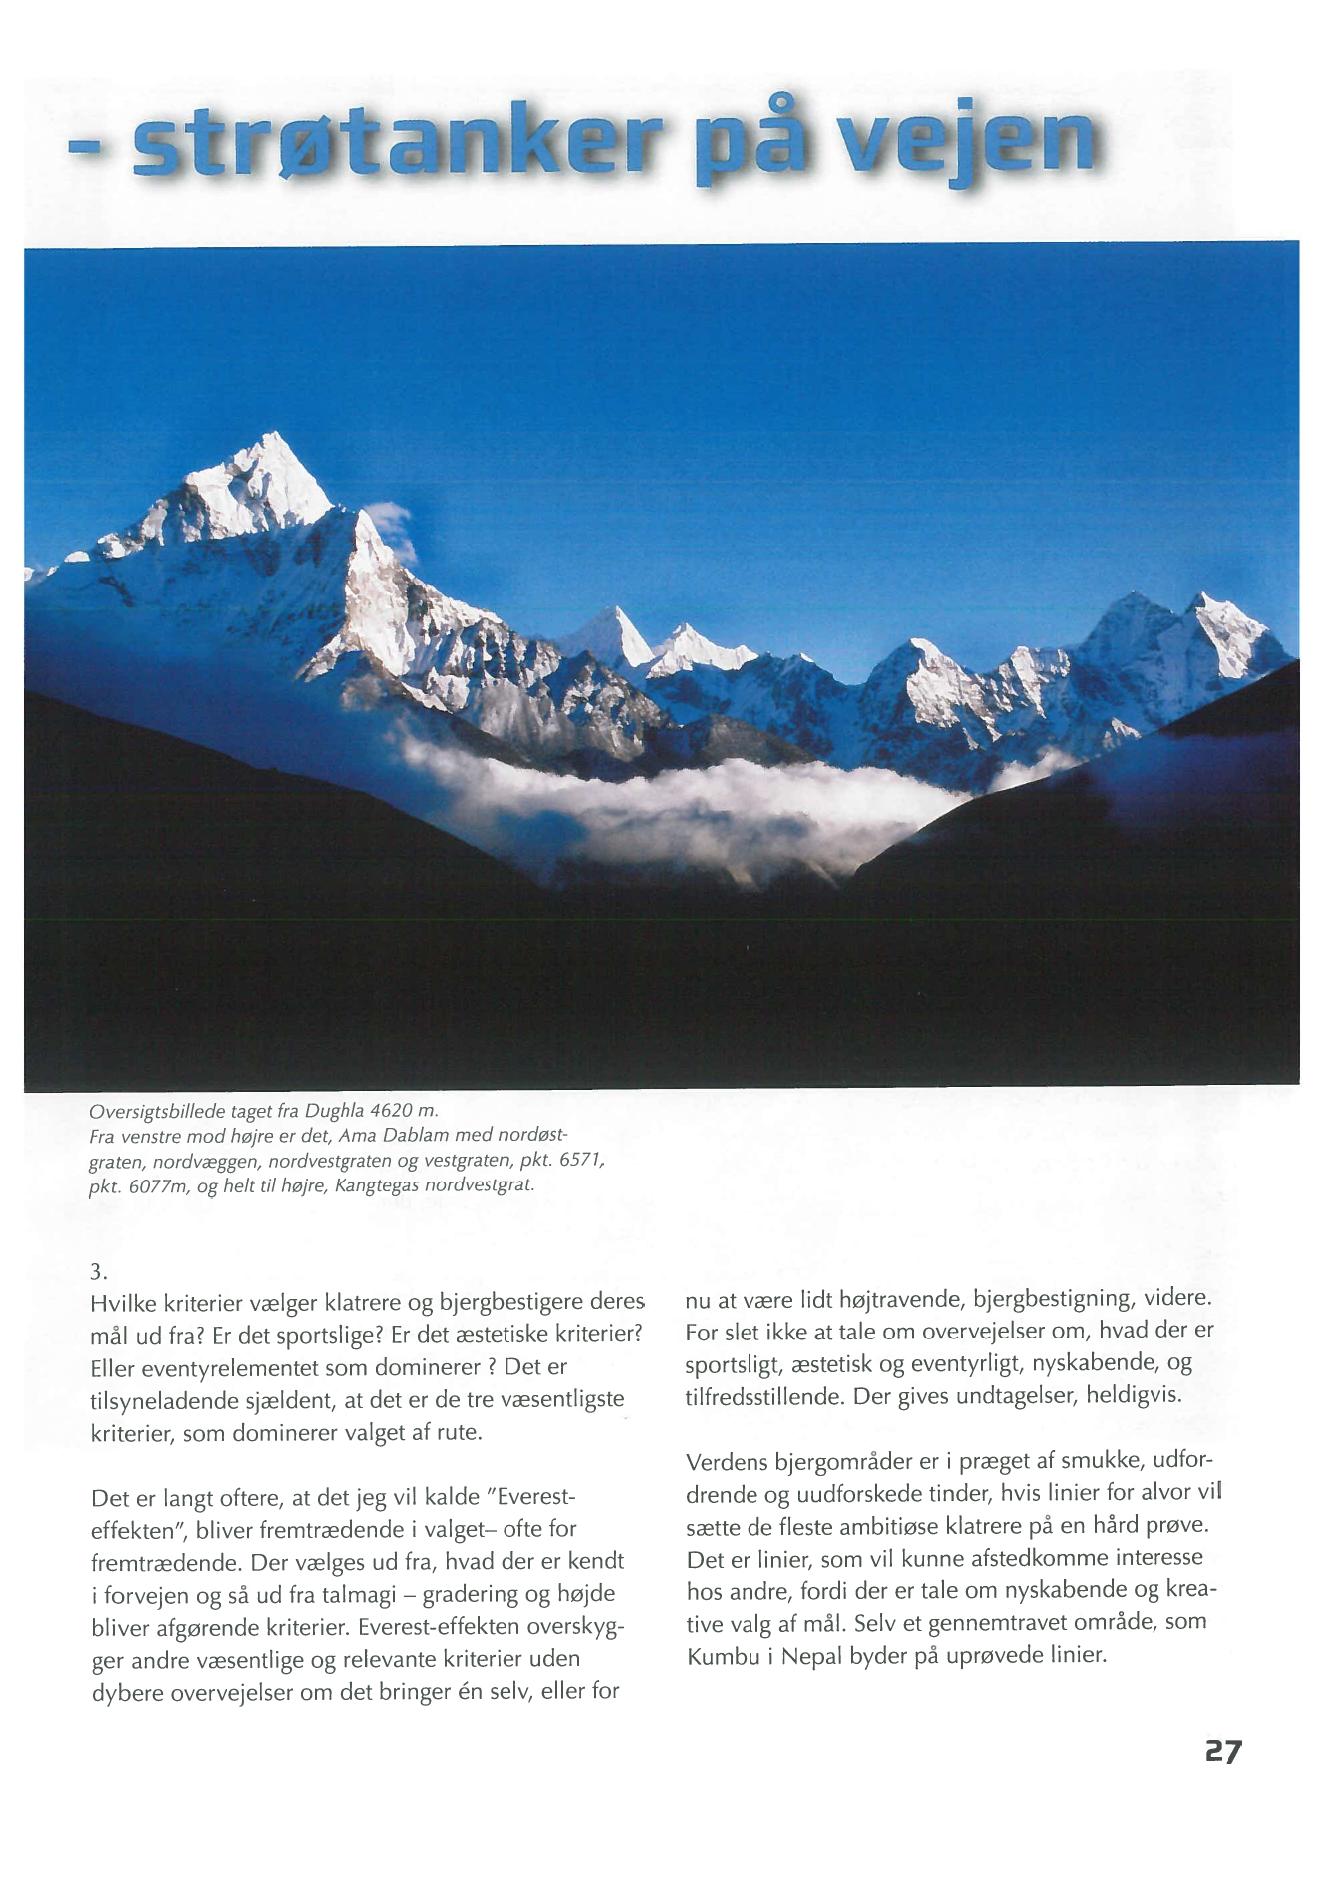 - strøtanker på vejen
Oversigtsbillede taget fra Dughla 4620 m.
Fra venstre mod højre er det, Ama Dablam med nordøst-
graten, nordvæggen, nordvestgraten og vestgraten, pkt. 6571,
pkt. 6077m, og helt til højre, Kangtegas nordvestgrat.
3.
Hvilke kriterier vælger klatrere og bjergbestigere deres
mål ud fra? Er det sportslige? Er det æstetiske kriterier?
Eller eventyrelementet som dominerer ? Det er
tilsyneladende sjældent, at det er de tre væsentligste
kriterier, som dominerer valget af rute.
Det er langt oftere, at det jeg vil kalde "Everest-
effekten", bliver fremtrædende i valget– ofte for
fremtrædende. Der vælges ud fra, hvad der er kendt
i forvejen og så ud fra talmagi – gradering og højde
bliver afgørende kriterier. Everest-effekten overskyg-
ger andre væsentlige og relevante kriterier uden
dybere overvejelser om det bringer én selv, eller for
nu at være lidt højtravende, bjergbestigning, videre.
For slet ikke at tale om overvejelser om, hvad der er
sportsligt, æstetisk og eventyrligt, nyskabende, og
tilfredsstillende. Der gives undtagelser, heldigvis.
Verdens bjergområder er i præget af smukke, udfor-
drende og uudforskede tinder, hvis linier for alvor vil
sætte de fleste ambitiøse klatrere på en hård prøve.
Det er linier, som vil kunne afstedkomme interesse
hos andre, fordi der er tale om nyskabende og krea-
tive valg af mål. Selv et gennemtravet område, som
Kumbu i Nepal byder på uprøvede linier.
27